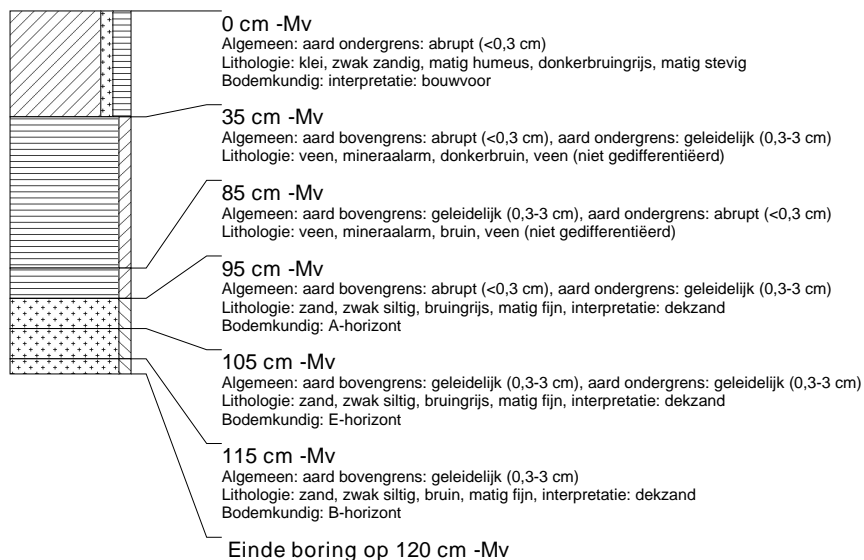 0 cm -Mv
Algemeen: aard ondergrens: abrupt (<0,3 cm)
Lithologie: klei, zwak zandig, matig humeus, donkerbruingrijs, matig stevig
Bodemkundig: interpretatie: bouwvoor
35 cm -Mv
Algemeen: aard bovengrens: abrupt (<0,3 cm), aard ondergrens: geleidelijk (0,3-3 cm)
Lithologie: veen, mineraalarm, donkerbruin, veen (niet gedifferentiëerd)
85 cm -Mv
Algemeen: aard bovengrens: geleidelijk (0,3-3 cm), aard ondergrens: abrupt (<0,3 cm)
Lithologie: veen, mineraalarm, bruin, veen (niet gedifferentiëerd)
95 cm -Mv
Algemeen: aard bovengrens: abrupt (<0,3 cm), aard ondergrens: geleidelijk (0,3-3 cm)
Lithologie: zand, zwak siltig, bruingrijs, matig fijn, interpretatie: dekzand
Bodemkundig: A-horizont
105 cm -Mv
Algemeen: aard bovengrens: geleidelijk (0,3-3 cm), aard ondergrens: geleidelijk (0,3-3 cm)
Lithologie: zand, zwak siltig, bruingrijs, matig fijn, interpretatie: dekzand
Bodemkundig: E-horizont
115 cm -Mv
Algemeen: aard bovengrens: geleidelijk (0,3-3 cm)
Lithologie: zand, zwak siltig, bruin, matig fijn, interpretatie: dekzand
Bodemkundig: B-horizont
Einde boring op 120 cm -Mv